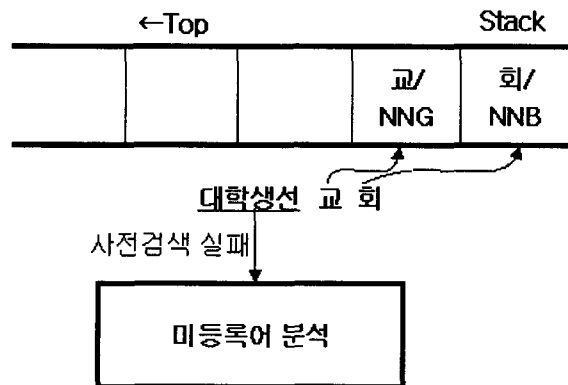 ←Top Stack
교/ 회/
NNG NNB
대학생선 교 회
사전검색 실패
미등록어 분석